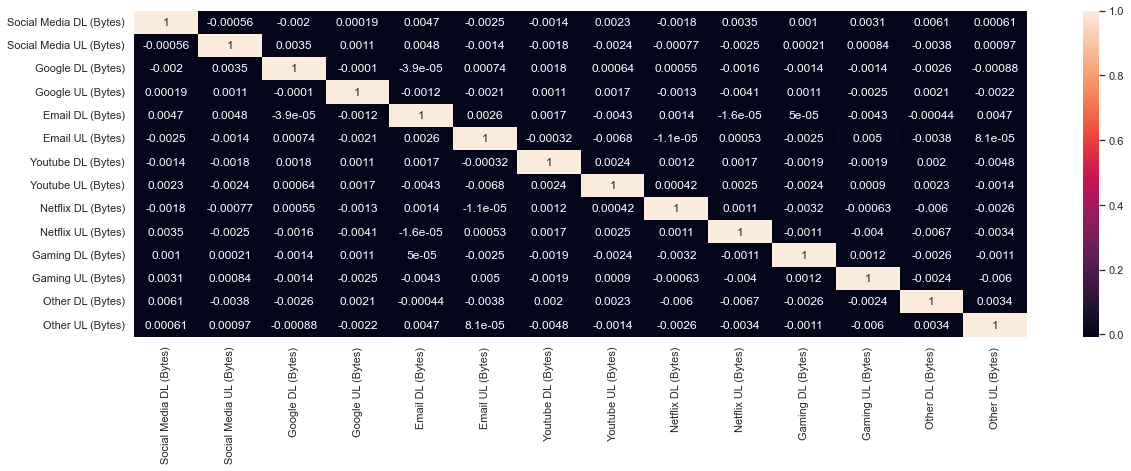 Social Media DL (Bytes) 1 -0.00056 -0.002 0.00019 0.0047 -0.0025 -0.0014 0.0023 -0.0018 0.0035 0.001 0.0031 0.0061 0.00061
Social Media UL (Bytes) -0.00056 1 0.0035 0.0011 0.0048 -0.0014 -0.0018 -0.0024 -0.00077 -0.0025 0.00021 0.00084 -0.0038 0.00097
Google DL (Bytes) -0.002 0.0035 1 -0.0001 -3.9e-05 0.00074 0.0018 0.00064 0.00055 -0.0016 -0.0014 -0.0014 -0.0026 -0.00088
Google UL (Bytes) 0.00019 0.0011 -0.0001 1 -0.0012 -0.0021 0.0011 0.0017 -0.0013 -0.0041 0.0011 -0.0025 0.0021 -0.0022
Email DL (Bytes) 0.0047 0.0048 -3.9e-05 -0.0012 1 0.0026 0.0017 -0.0043 0.0014 -1.6e-05 5e-05 -0.0043 -0.00044 0.0047
Email UL (Bytes) -0.0025 -0.0014 0.00074 -0.0021 0.0026 1 -0.00032 -0.0068 -1.1e-05 0.00053 -0.0025 0.005 -0.0038 8.1e-05
Youtube DL (Bytes) -0.0014 -0.0018 0.0018 0.0011 0.0017 -0.00032 1 0.0024 0.0012 0.0017 -0.0019 -0.0019 0.002 -0.0048
Youtube UL (Bytes) 0.0023 -0.0024 0.00064 0.0017 -0.0043 -0.0068 0.0024 1 0.00042 0.0025 -0.0024 0.0009 0.0023 -0.0014
Netflix DL (Bytes) -0.0018 -0.00077 0.00055 -0.0013 0.0014 -1.1e-05 0.0012 0.00042 1 0.0011 -0.0032 -0.00063 -0.006 -0.0026
Netflix UL (Bytes) 0.0035 -0.0025 -0.0016 -0.0041 -1.6e-05 0.00053 0.0017 0.0025 0.0011 1 -0.0011 -0.004 -0.0067 -0.0034
Gaming DL (Bytes) 0.001 0.00021 -0.0014 0.0011 5e-05 -0.0025 -0.0019 -0.0024 -0.0032 -0.0011 1 0.0012 -0.0026 -0.0011
Gaming UL (Bytes) 0.0031 0.00084 -0.0014 -0.0025 -0.0043 0.005 -0.0019 0.0009 -0.00063 -0.004 0.0012 1 -0.0024 -0.006
Other DL (Bytes) 0.0061 -0.0038 -0.0026 0.0021 -0.00044 -0.0038 0.002 0.0023 -0.006 -0.0067 -0.0026 -0.0024 1 0.0034
Other UL (Bytes) 0.00061 0.00097 -0.00088 -0.0022 0.0047 8.1e-05 -0.0048 -0.0014 -0.0026 -0.0034 -0.0011 -0.006 0.0034 1
Social Media DL (Bytes)
Social Media UL (Bytes)
Google DL (Bytes)
Google UL (Bytes)
Email DL (Bytes)
Email UL (Bytes)
Youtube DL (Bytes)
Youtube UL (Bytes)
Netflix DL (Bytes)
Netflix UL (Bytes)
Gaming DL (Bytes)
Gaming UL (Bytes)
Other DL (Bytes)
Other UL (Bytes)
1.0
0.8
0.6
0.4
0.2
0.0